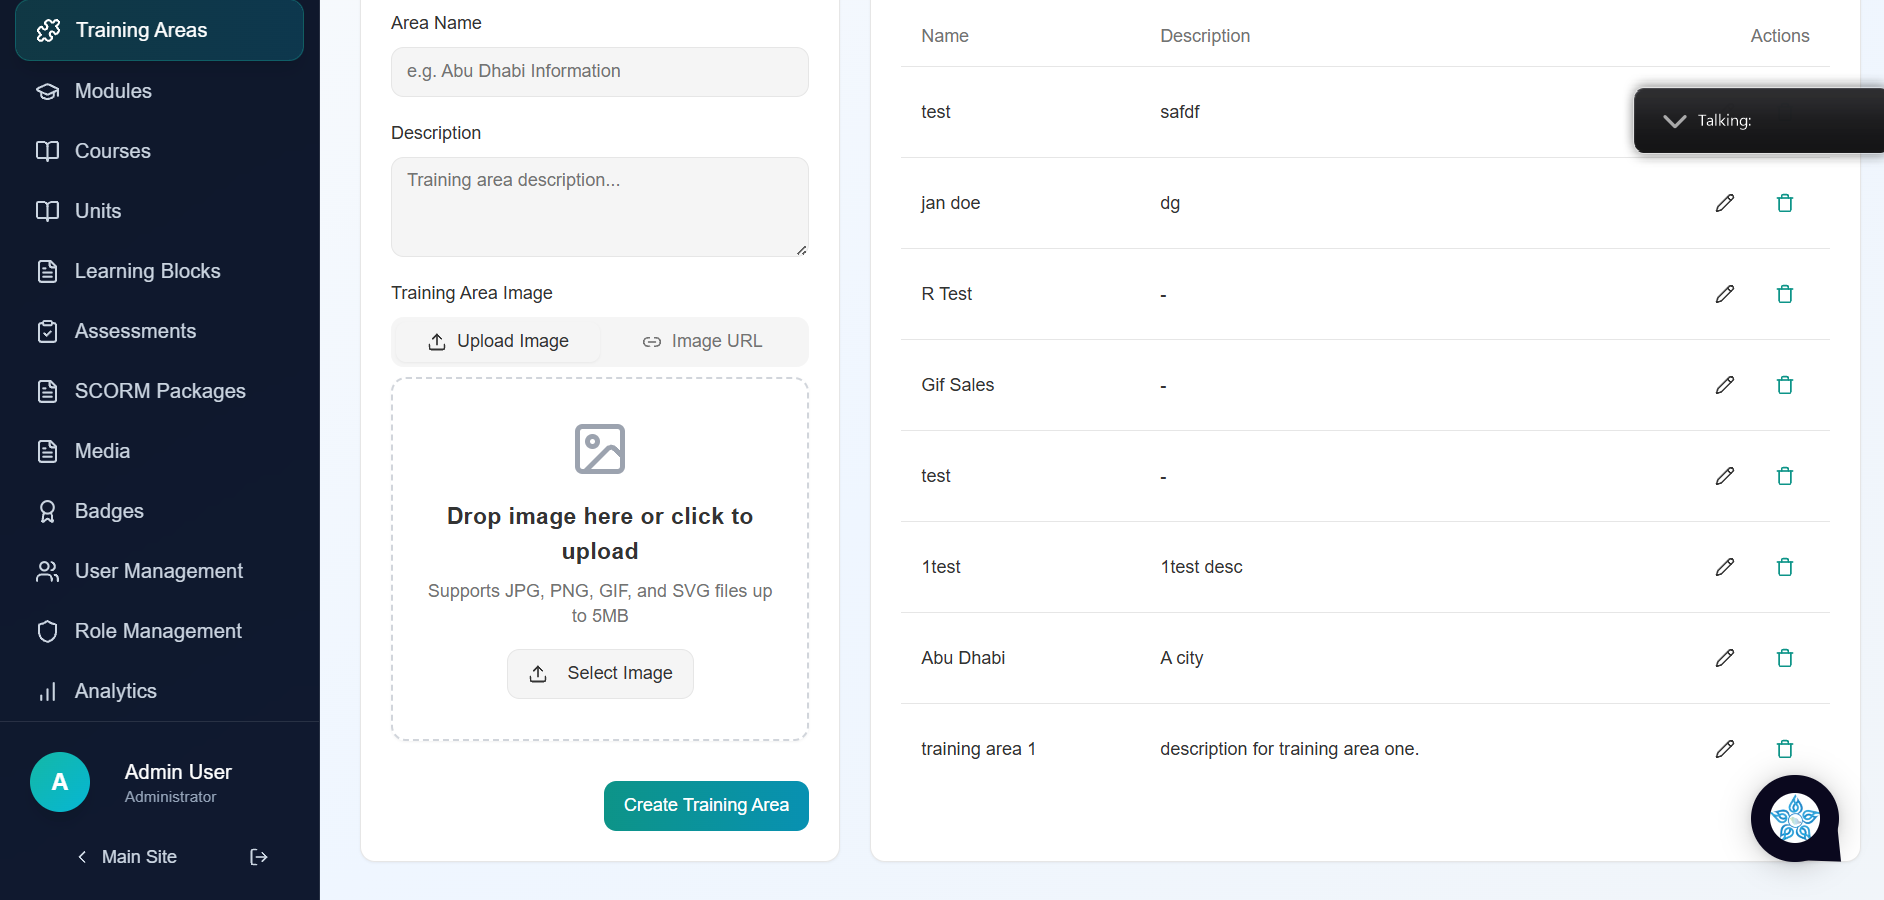 Training Areas
Modules
Courses
Units
Learning Blocks
Assessments
SCORM Packages
Media
Badges
User Management
Role Management
Analytics
A
Admin User
Administrator
Main Site
Area Name
e.g. Abu Dhabi Information
Description
Training area description...
Training Area Image
Upload Image
Image URL
Drop image here or click to
upload
Supports JPG, PNG, GIF, and SVG files up
to 5MB
Select Image
Create Training Area
Name Description Actions
test safdf
Talking:
jan doe dg
R Test -
Gif Sales -
test -
1test 1test desc
Abu Dhabi A city
training area 1 description for training area one.